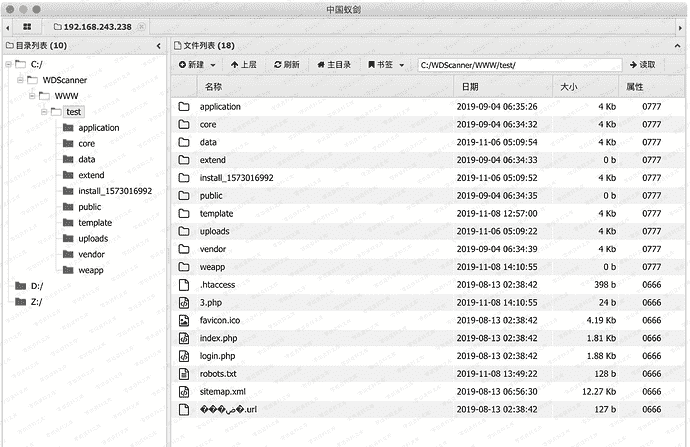 中国蚁剑
192.168.243.238
目录列表 (10)
C:/
WDScanner
WWW
test
application
core
data
extend
install_1573016992
public
template
uploads
vendor
weapp
D:/
Z:/
文件列表 (18)
新建 上层 刷新 主目录 书签 C:/WDScanner/WWW/test/ 读取
名称 日期 大小 属性
application 2019-09-04 06:35:26 4 Kb 0777
core 2019-09-04 06:34:32 4 Kb 0777
data 2019-11-06 05:09:54 4 Kb 0777
extend 2019-09-04 06:34:33 0 b 0777
install_1573016992 2019-11-06 05:09:52 4 Kb 0777
public 2019-09-04 06:34:35 0 b 0777
template 2019-11-08 12:57:00 4 Kb 0777
uploads 2019-11-06 05:09:22 4 Kb 0777
vendor 2019-09-04 06:34:39 4 Kb 0777
weapp 2019-11-08 14:10:55 0 b 0777
.htaccess 2019-08-13 02:38:42 398 b 0666
3.php 2019-11-08 14:10:55 24 b 0666
favicon.ico 2019-08-13 02:38:42 4.19 Kb 0666
index.php 2019-08-13 02:38:42 1.81 Kb 0666
login.php 2019-08-13 02:38:42 1.88 Kb 0666
robots.txt 2019-11-08 13:49:22 128 b 0666
sitemap.xml 2019-08-13 06:56:30 12.27 Kb 0666
���ض�.url 2019-08-13 02:38:42 127 b 0666